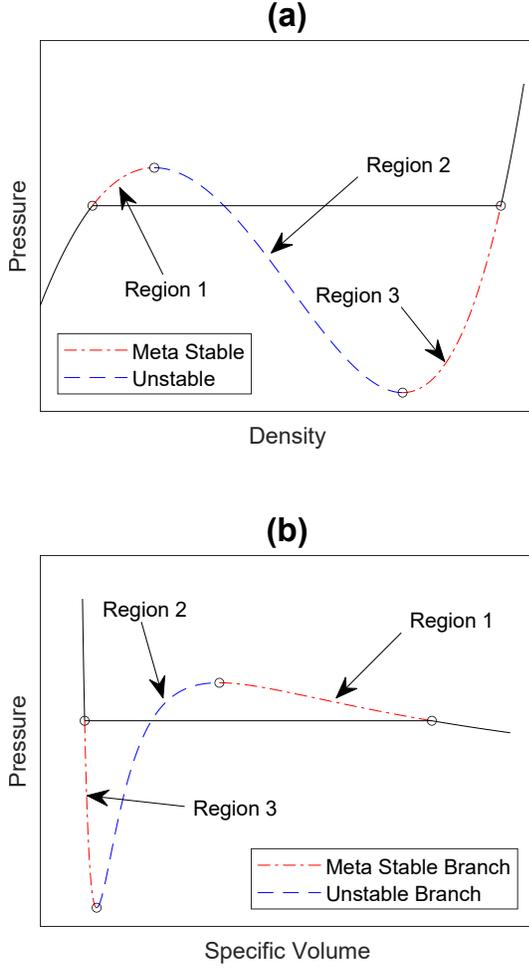 (a)
Pressure
Region 2
Region 1
Region 3
Meta Stable
Unstable
Density
(b)
Pressure
Region 2
Region 1
Region 3
Meta Stable Branch
Unstable Branch
Specific Volume